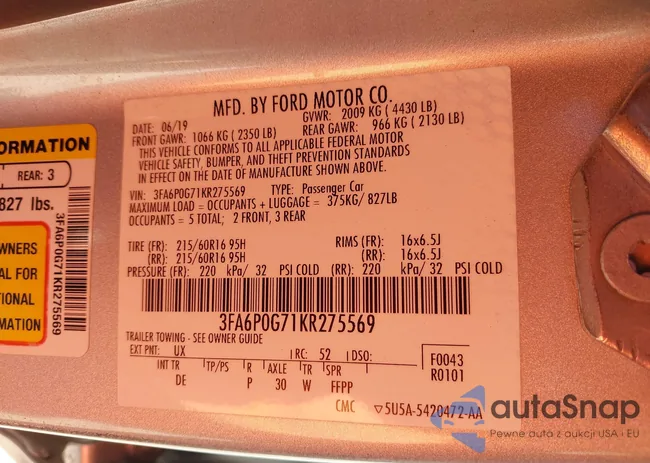 MFD. BY FORD MOTOR CO.
DATE: 06/19 GVWR: 2009 KG ( 4430 LB)
FRONT GAWR: 1066 KG ( 2350 LB) REAR GAWR: 966 KG ( 2130 LB)
THIS VEHICLE CONFORMS TO ALL APPLICABLE FEDERAL MOTOR
VEHICLE SAFETY, BUMPER, AND THEFT PREVENTION STANDARDS
IN EFFECT ON THE DATE OF MANUFACTURE SHOWN ABOVE.
VIN: 3FA6P0G71KR275569 TYPE: Passenger Car
MAXIMUM LOAD = OCCUPANTS + LUGGAGE = 375KG/ 827LB
OCCUPANTS = 5 TOTAL; 2 FRONT, 3 REAR
TIRE (FR): 215/60R16 95H RIMS (FR): 16x6.5J
(RR): 215/60R16 95H (RR): 16x6.5J
PRESSURE (FR): 220 kPa/ 32 PSI COLD (RR): 220 kPa/ 32 PSI COLD
3FA6P0G71KR275569
TRAILER TOWING - SEE OWNER GUIDE
EXT PNT: UX RC: 52 DSO: F0043
INT TR TP/PS R AXLE TR SPR R0101
DE P 30 W FFPP
CMC ▽5U5A-5420472-AA
ORMATION
REAR: 3
827 lbs.
WNERS
AL FOR
TIONAL
MATION
3FA6P0G71KR275569
autaSnap
Pewne auta z aukcji USA i EU